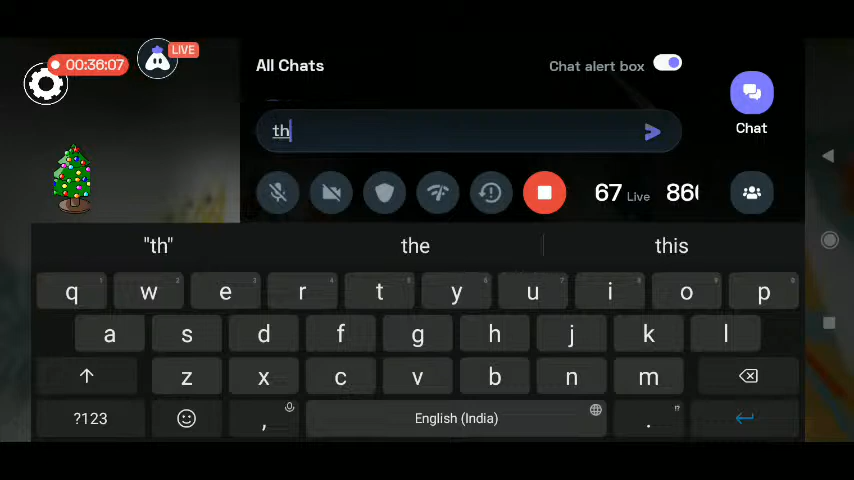 00:36:07
LIVE
All Chats
Chat alert box
Chat
th
67 Live 860
"th" the this
q w e r t y u i o p
a s d f g h j k l
z x c v b n m
?123 , English (India) .